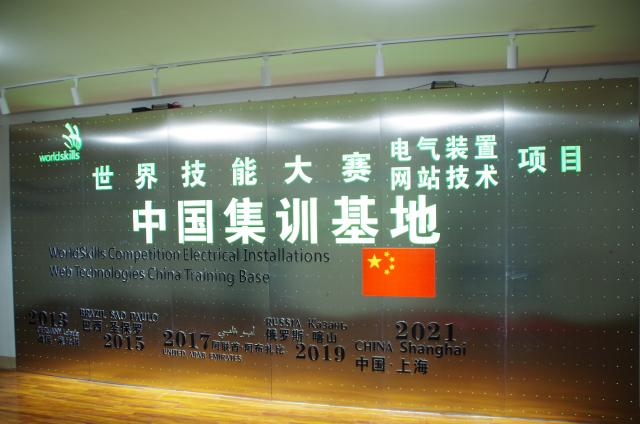 worldskills
世界技能大赛 电气装置 项目
网站技术
中国集训基地
WorldSkills Competition Electrical Installations
Web Technologies China Training Base
2013
BRAZIL SAO PAULO
巴西·圣保罗
2015
2017 阿联酋·阿布扎比
UNITED ARAB EMIRATES
RUSSIA Казань
俄罗斯·喀山
2019
2021
CHINA Shanghai
中国·上海